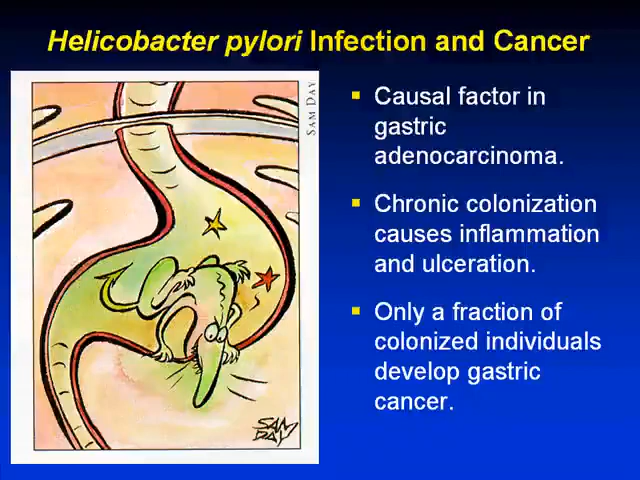 Helicobacter pylori Infection and Cancer
SAM DAY
▪ Causal factor in
gastric
adenocarcinoma.
▪ Chronic colonization
causes inflammation
and ulceration.
▪ Only a fraction of
colonized individuals
develop gastric
cancer.
SAM
DAY